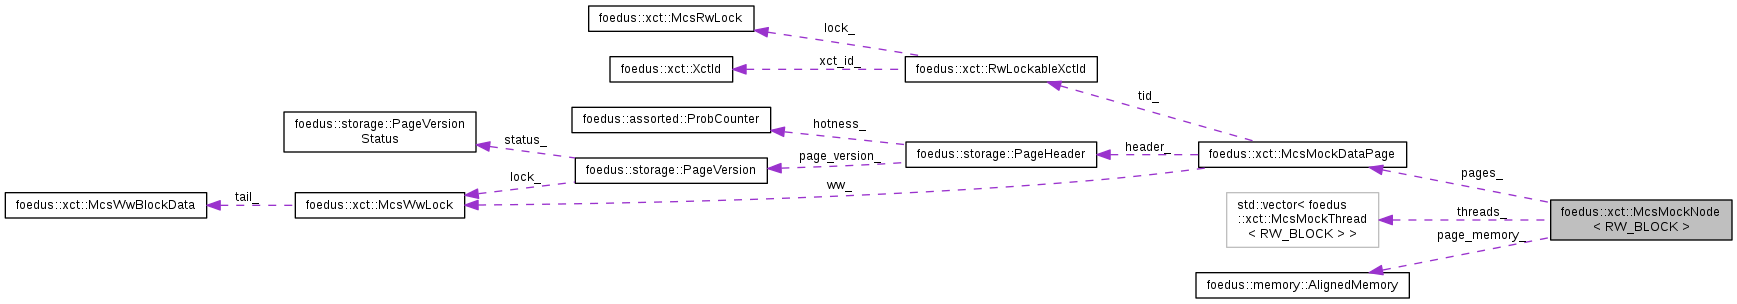 foedus::xct::McsRwLock
lock_
foedus::xct::XctId
xct_id_
foedus::xct::RwLockableXctId
tid_
foedus::storage::PageVersion
Status
foedus::assorted::ProbCounter
hotness_
status_
foedus::storage::PageVersion
page_version_
foedus::storage::PageHeader
header_
foedus::xct::McsMockDataPage
pages_
lock_
ww_
foedus::xct::McsWwBlockData
tail_
foedus::xct::McsWwLock
std::vector< foedus
::xct::McsMockThread
< RW_BLOCK > >
threads_
foedus::xct::McsMockNode
< RW_BLOCK >
page_memory_
foedus::memory::AlignedMemory